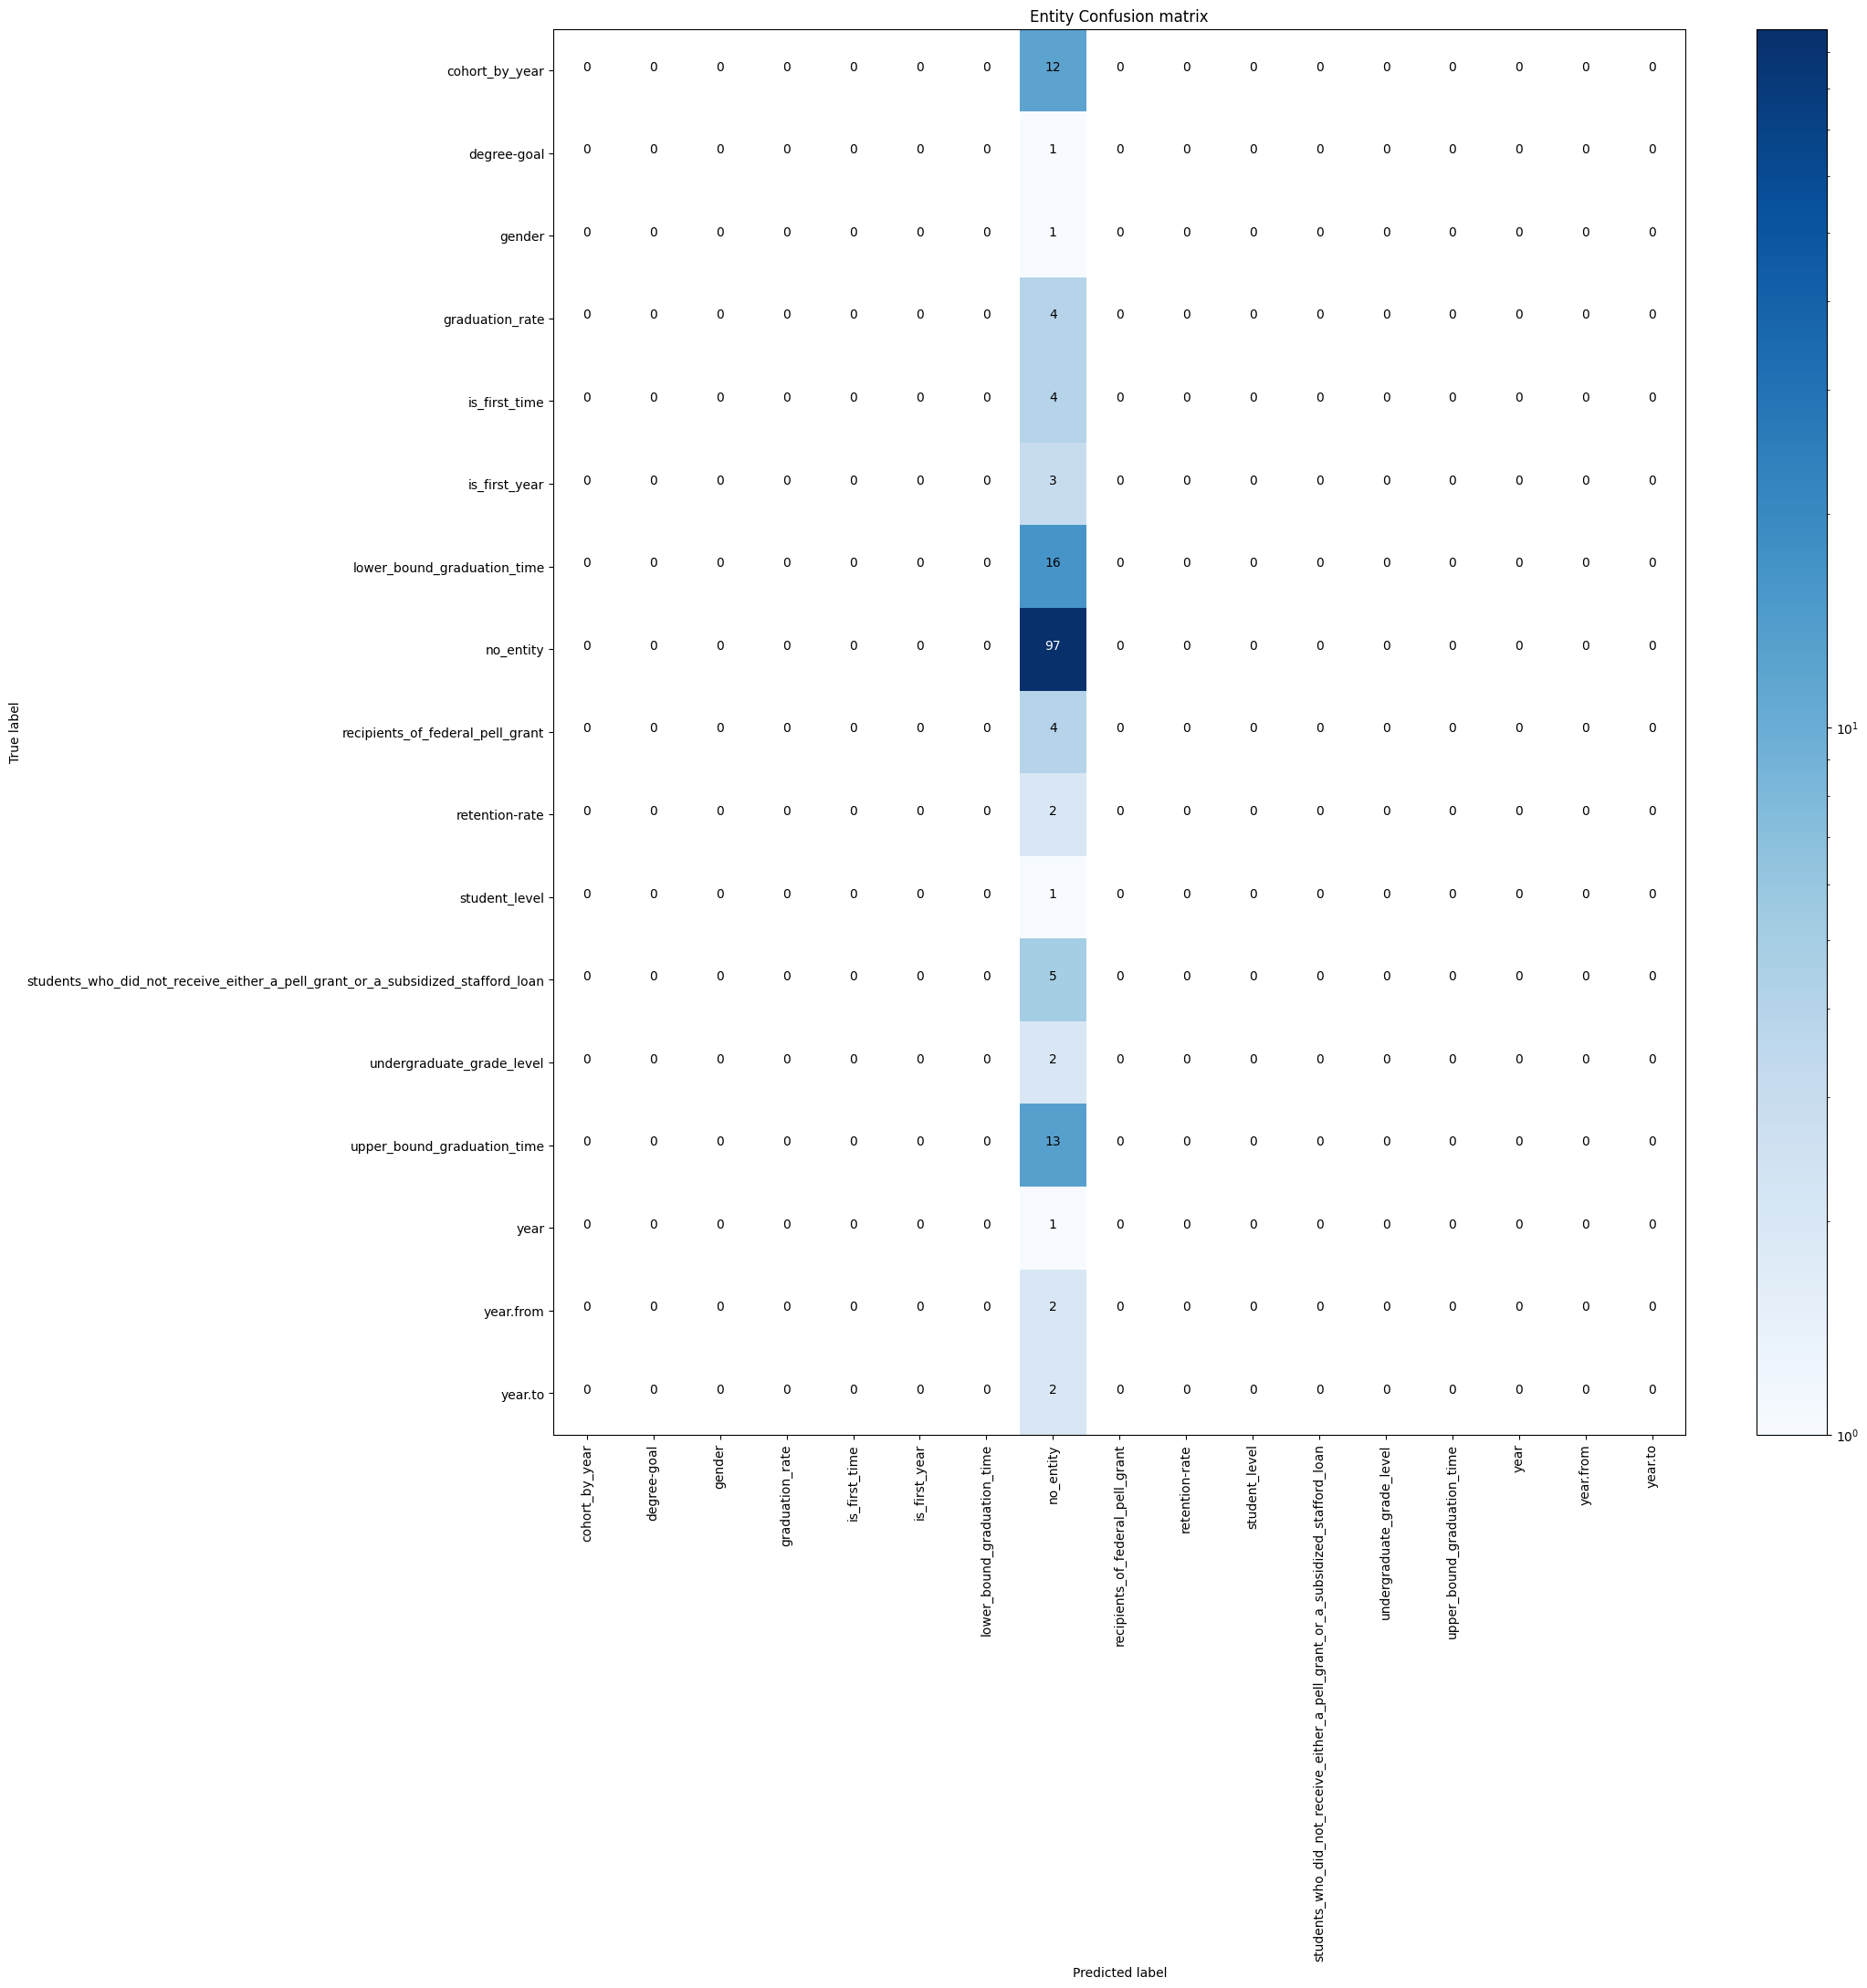 Entity Confusion matrix
cohort_by_year 0 0 0 0 0 0 0 12 0 0 0 0 0 0 0 0 0
degree-goal 0 0 0 0 0 0 0 1 0 0 0 0 0 0 0 0 0
gender 0 0 0 0 0 0 0 1 0 0 0 0 0 0 0 0 0
graduation_rate 0 0 0 0 0 0 0 4 0 0 0 0 0 0 0 0 0
is_first_time 0 0 0 0 0 0 0 4 0 0 0 0 0 0 0 0 0
is_first_year 0 0 0 0 0 0 0 3 0 0 0 0 0 0 0 0 0
lower_bound_graduation_time 0 0 0 0 0 0 0 16 0 0 0 0 0 0 0 0 0
no_entity 0 0 0 0 0 0 0 97 0 0 0 0 0 0 0 0 0
recipients_of_federal_pell_grant 0 0 0 0 0 0 0 4 0 0 0 0 0 0 0 0 0
retention-rate 0 0 0 0 0 0 0 2 0 0 0 0 0 0 0 0 0
student_level 0 0 0 0 0 0 0 1 0 0 0 0 0 0 0 0 0
students_who_did_not_receive_either_a_pell_grant_or_a_subsidized_stafford_loan 0 0 0 0 0 0 0 5 0 0 0 0 0 0 0 0 0
undergraduate_grade_level 0 0 0 0 0 0 0 2 0 0 0 0 0 0 0 0 0
upper_bound_graduation_time 0 0 0 0 0 0 0 13 0 0 0 0 0 0 0 0 0
year 0 0 0 0 0 0 0 1 0 0 0 0 0 0 0 0 0
year.from 0 0 0 0 0 0 0 2 0 0 0 0 0 0 0 0 0
year.to 0 0 0 0 0 0 0 2 0 0 0 0 0 0 0 0 0
True label
cohort_by_year
degree-goal
gender
graduation_rate
is_first_time
is_first_year
lower_bound_graduation_time
no_entity
recipients_of_federal_pell_grant
retention-rate
student_level
students_who_did_not_receive_either_a_pell_grant_or_a_subsidized_stafford_loan
undergraduate_grade_level
upper_bound_graduation_time
year
year.from
year.to
Predicted label
10¹
10⁰